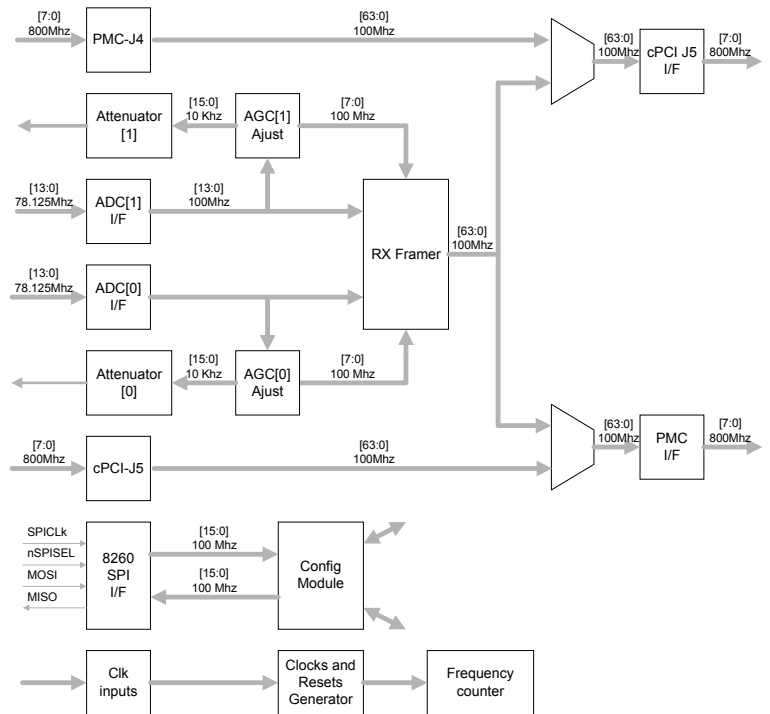 [7:0]
800Mhz
PMC-J4
[63:0]
100Mhz
[63:0]
100Mhz
cPCI J5
I/F
[7:0]
800Mhz
Attenuator
[1]
[15:0]
10 Khz
AGC[1]
Ajust
[7:0]
100 Mhz
[13:0]
78.125Mhz
ADC[1]
I/F
[13:0]
100Mhz
RX Framer
[63:0]
100Mhz
[13:0]
78.125Mhz
ADC[0]
I/F
Attenuator
[0]
[15:0]
10 Khz
AGC[0]
Ajust
[7:0]
100 Mhz
[7:0]
800Mhz
cPCI-J5
[63:0]
100Mhz
[63:0]
100Mhz
PMC
I/F
[7:0]
800Mhz
SPICLk
nSPISEL
MOSI
MISO
8260
SPI
I/F
[15:0]
100 Mhz
[15:0]
100 Mhz
Config
Module
Clk
inputs
Clocks and
Resets
Generator
Frequency
counter